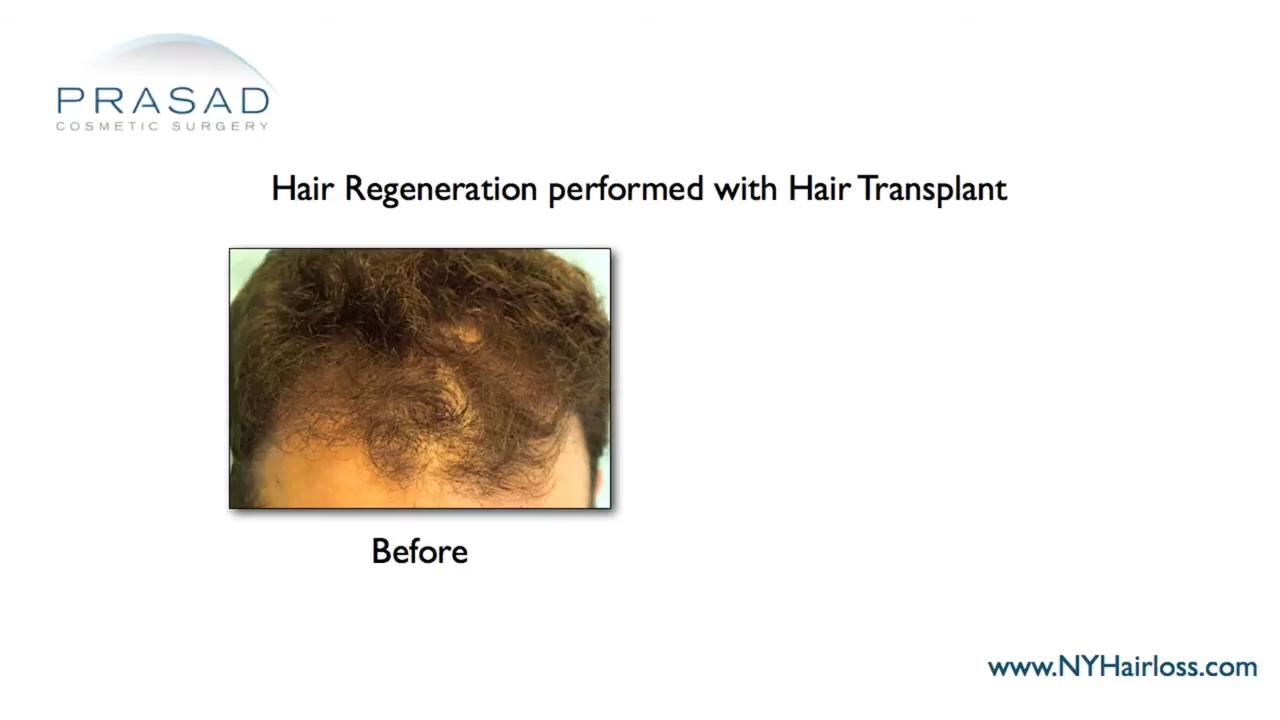 PRASAD
COSMETIC SURGERY
Hair Regeneration performed with Hair Transplant
Before
www.NYHairloss.com